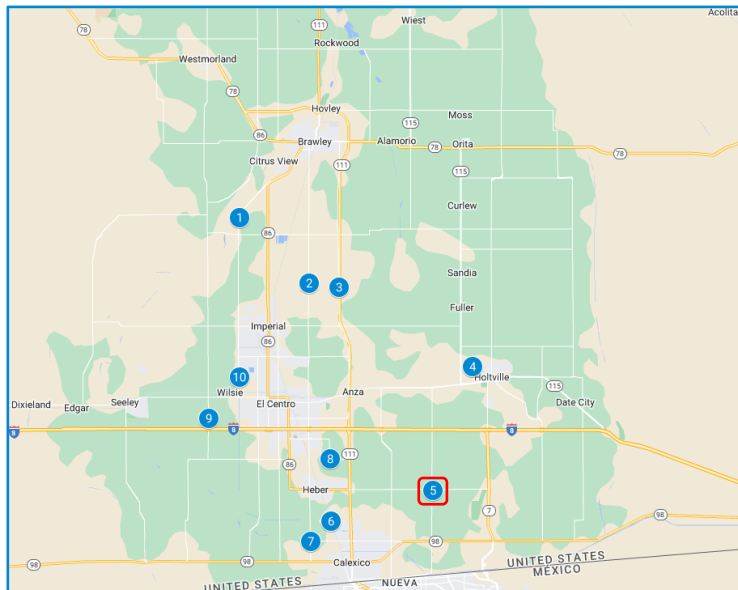 Acolita
Wiest
111
78
Rockwood
Westmorland
78
Hovley
115
Moss
86
Brawley
Alamorio
Orita
78
78
Citrus View
111
115
Curlew
1
86
Sandia
2
3
Fuller
Imperial
86
4
10
Holtville
Wilsie
Anza
115
Dixieland
Edgar
Seeley
El Centro
Date City
9
8
8
8
8
111
86
Heber
5
7
6
98
7
98
98
98
Calexico
UNITED STATES
MÉXICO
UNITED STATES
NUEVA